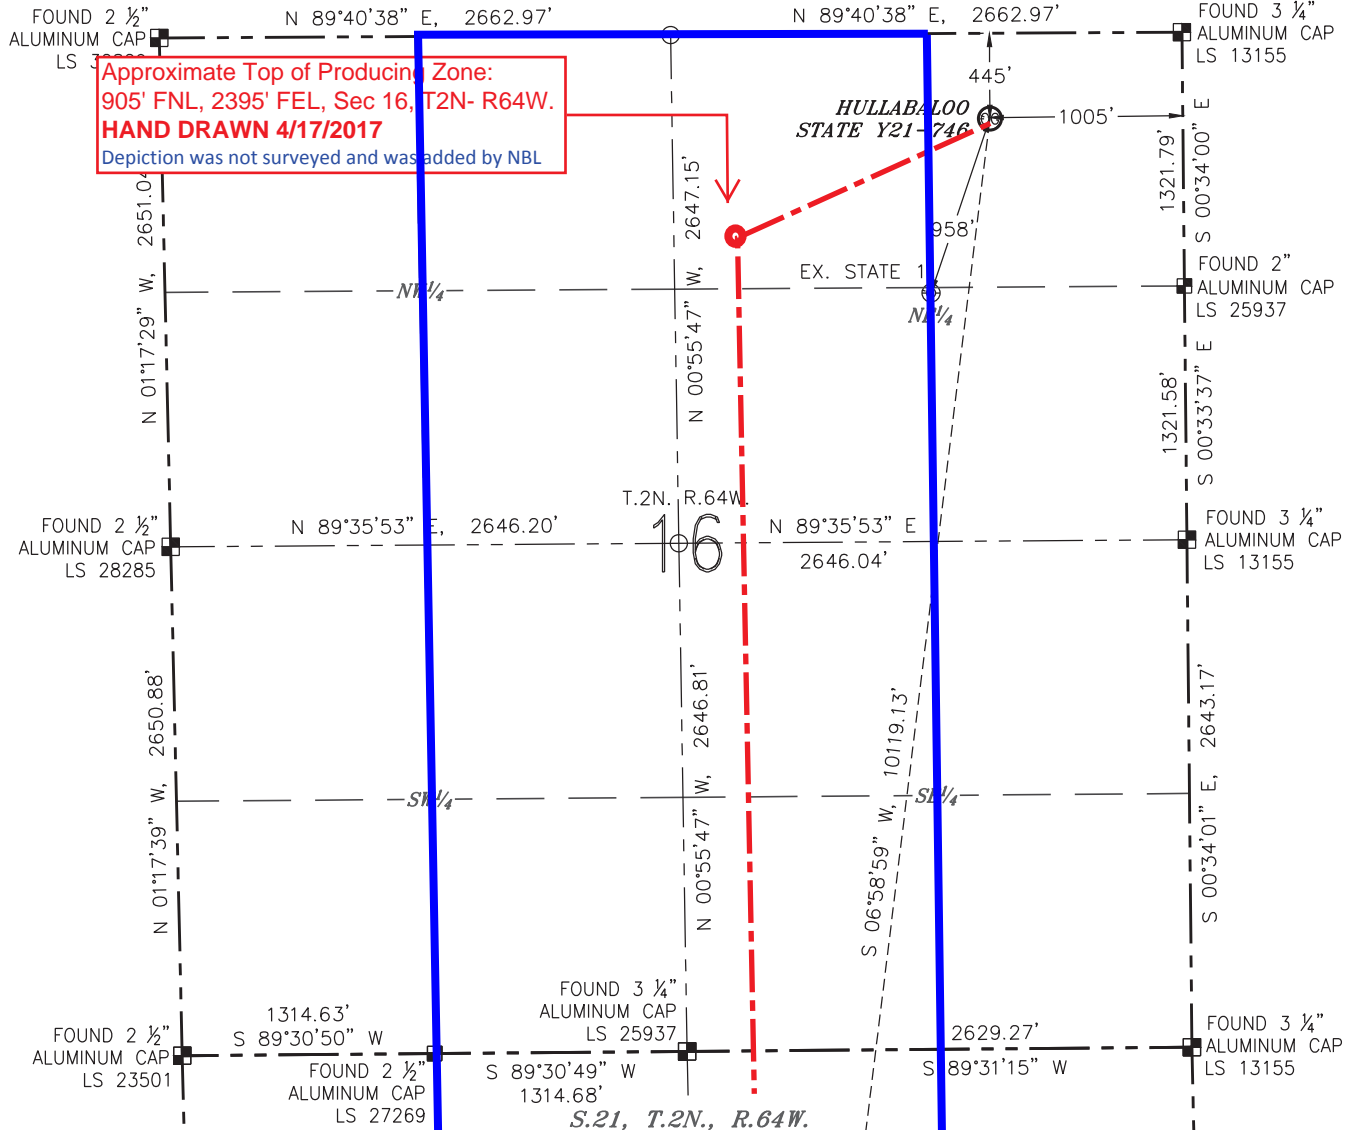 FOUND 2 ½"
ALUMINUM CAP
N 89°40'38" E, 2662.97'
N 89°40'38" E, 2662.97'
FOUND 3 ¼"
ALUMINUM CAP
LS 13155
Approximate Top of Producing Zone:
905' FNL, 2395' FEL, Sec 16, T2N- R64W.
HAND DRAWN 4/17/2017
Depiction was not surveyed and was added by NBL
445'
HULLABALOO
STATE Y21-746
1005'
958'
N 01°17'29" W, 2651.04'
N 00°55'47" W, 2647.15'
1321.79'
S 00°34'00" E
EX. STATE 1
FOUND 2"
ALUMINUM CAP
LS 25937
NW¼
NE¼
1321.58'
S 00°33'37" E
T.2N. R.64W.
16
FOUND 2 ½"
ALUMINUM CAP
LS 28285
N 89°35'53" E, 2646.20'
N 89°35'53" E
2646.04'
FOUND 3 ¼"
ALUMINUM CAP
LS 13155
N 01°17'39" W, 2650.88'
N 00°55'47" W, 2646.81'
S 06°58'59" W, 10119.13'
S 00°34'01" E, 2643.17'
SW¼
SE¼
FOUND 2 ½"
ALUMINUM CAP
LS 23501
1314.63'
S 89°30'50" W
FOUND 2 ½"
ALUMINUM CAP
LS 27269
FOUND 3 ¼"
ALUMINUM CAP
LS 25937
S 89°30'49" W
1314.68'
2629.27'
S 89°31'15" W
FOUND 3 ¼"
ALUMINUM CAP
LS 13155
S.21, T.2N., R.64W.